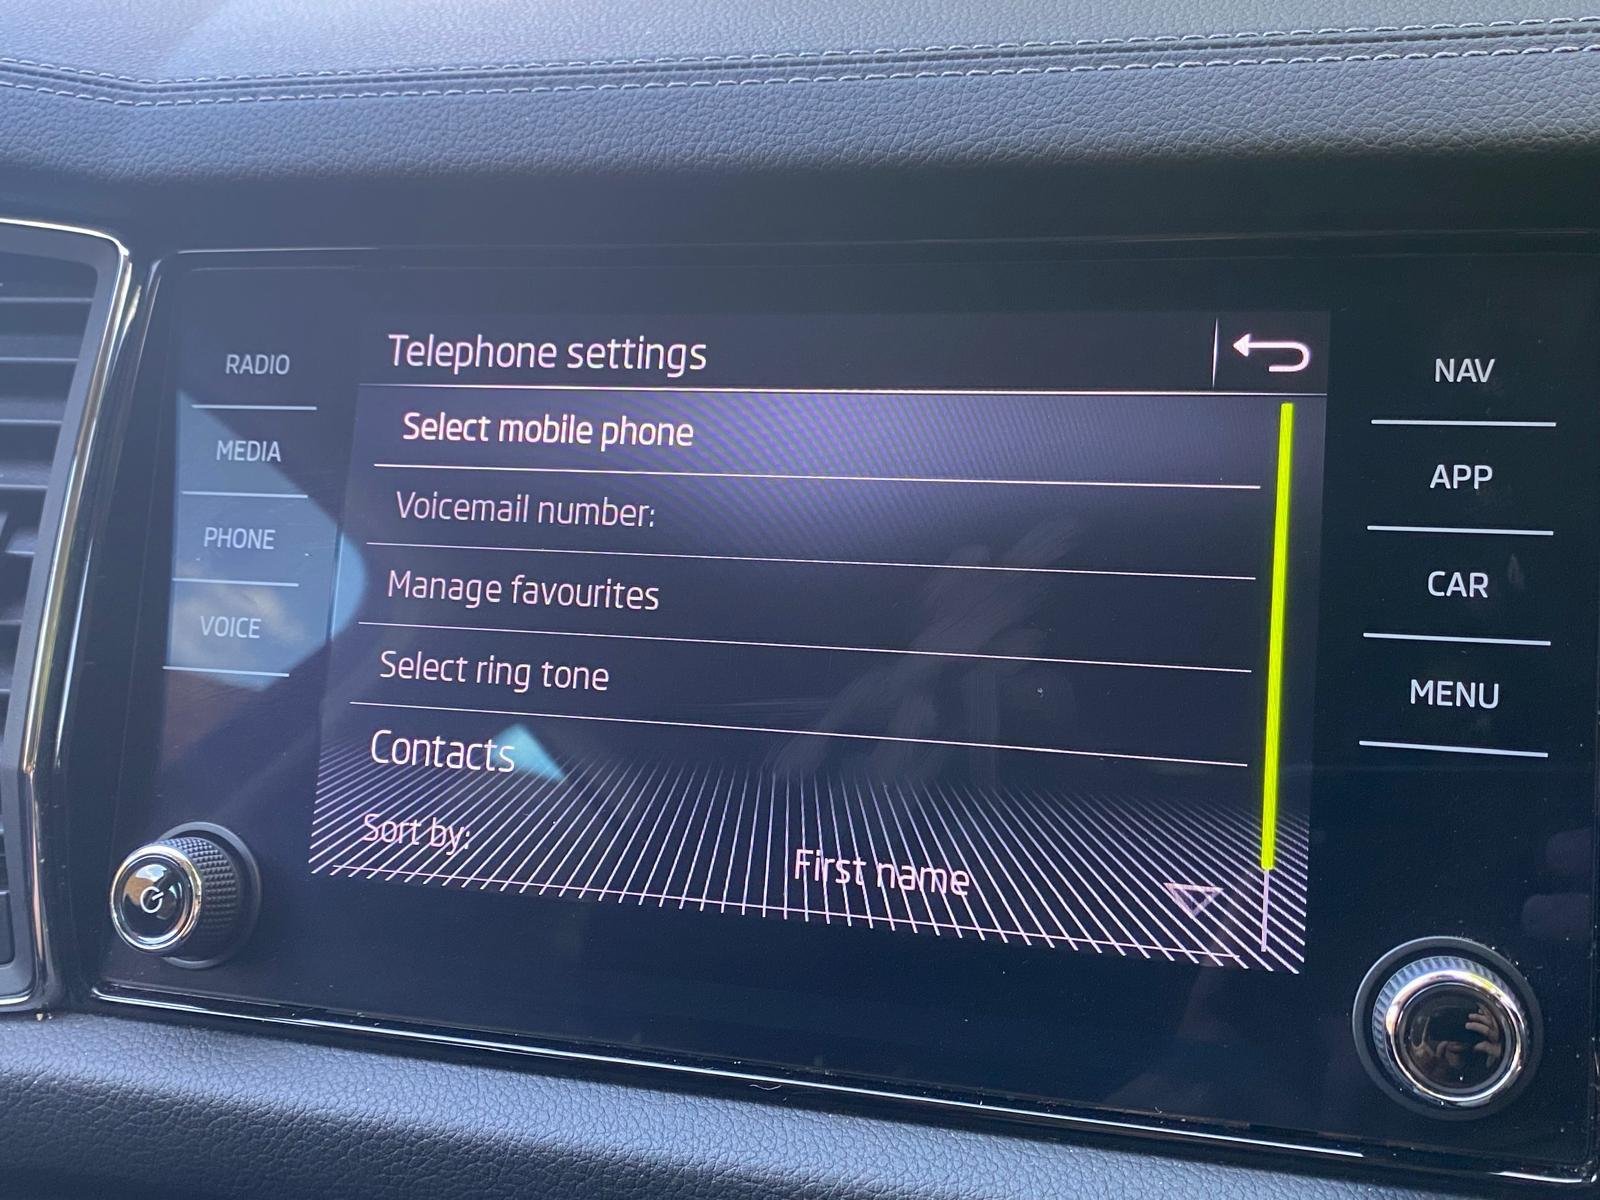 Telephone settings
Select mobile phone
Voicemail number:
Manage favourites
Select ring tone
Contacts
Sort by: First name
RADIO
MEDIA
PHONE
VOICE
NAV
APP
CAR
MENU